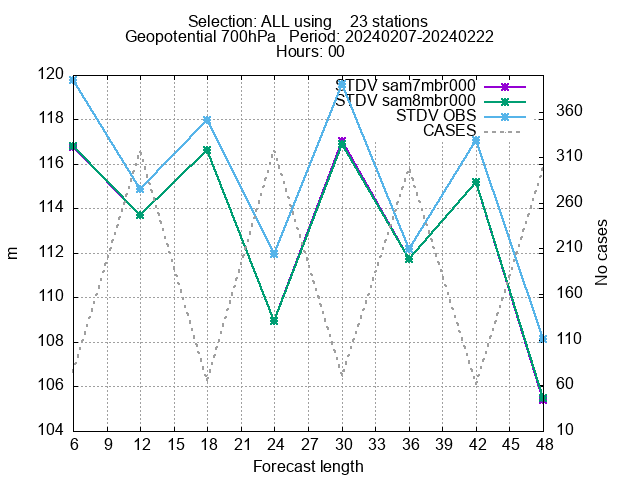 Selection: ALL using    23 stations
Geopotential 700hPa   Period: 20240207-20240222
Hours: 00
STDV sam7mbr000
STDV sam8mbr000
STDV OBS
CASES
120
118
116
114
112
110
108
106
104
m
360
310
260
210
160
110
60
10
No cases
6 9 12 15 18 21 24 27 30 33 36 39 42 45 48
Forecast length